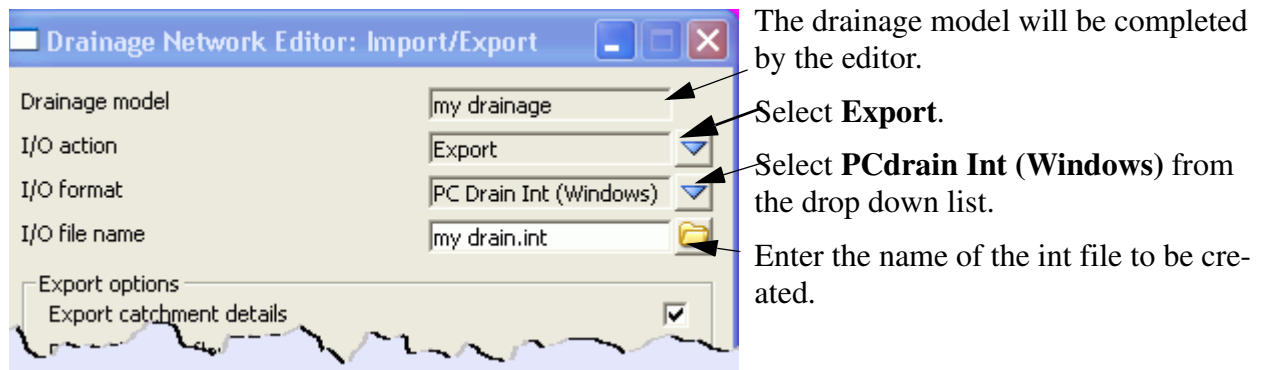 Drainage Network Editor: Import/Export
Drainage model
my drainage
I/O action
Export
I/O format
PC Drain Int (Windows)
I/O file name
my drain.int
Export options
Export catchment details
The drainage model will be completed
by the editor.
Select Export.
Select PCdrain Int (Windows) from
the drop down list.
Enter the name of the int file to be cre-
ated.